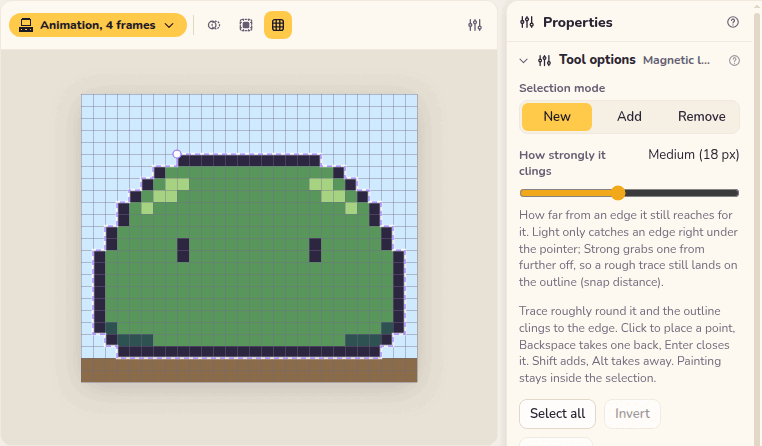 Animation, 4 frames
Properties
Tool options Magnetic l...
Selection mode
New Add Remove
How strongly it Medium (18 px)
clings
How far from an edge it still reaches for
it. Light only catches an edge right under
the pointer; Strong grabs one from
further off, so a rough trace still lands on
the outline (snap distance).
Trace roughly round it and the outline
clings to the edge. Click to place a point,
Backspace takes one back, Enter closes
it. Shift adds, Alt takes away. Painting
stays inside the selection.
Select all Invert